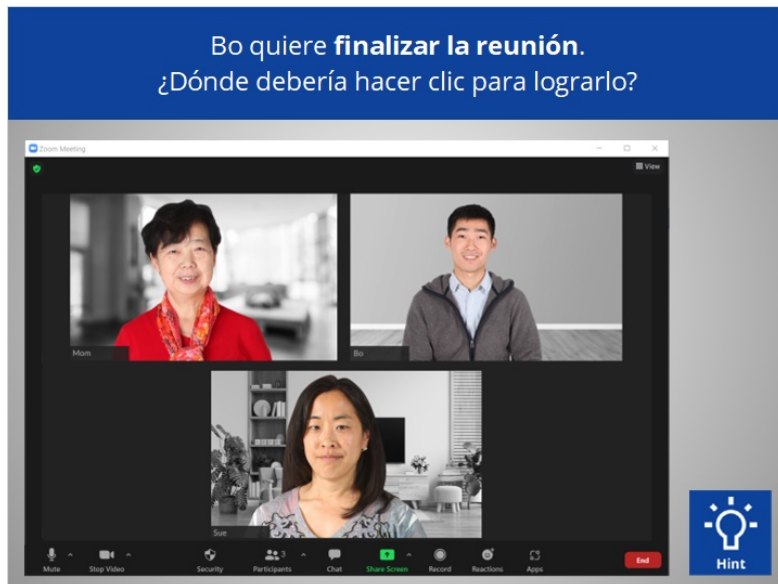 Bo quiere finalizar la reunión.
¿Dónde debería hacer clic para lograrlo?
Zoom Meeting
View
Mom
Bo
Sue
Mute
Stop Video
Security
Participants
3
Chat
Share Screen
Record
Reactions
Apps
End
Hint